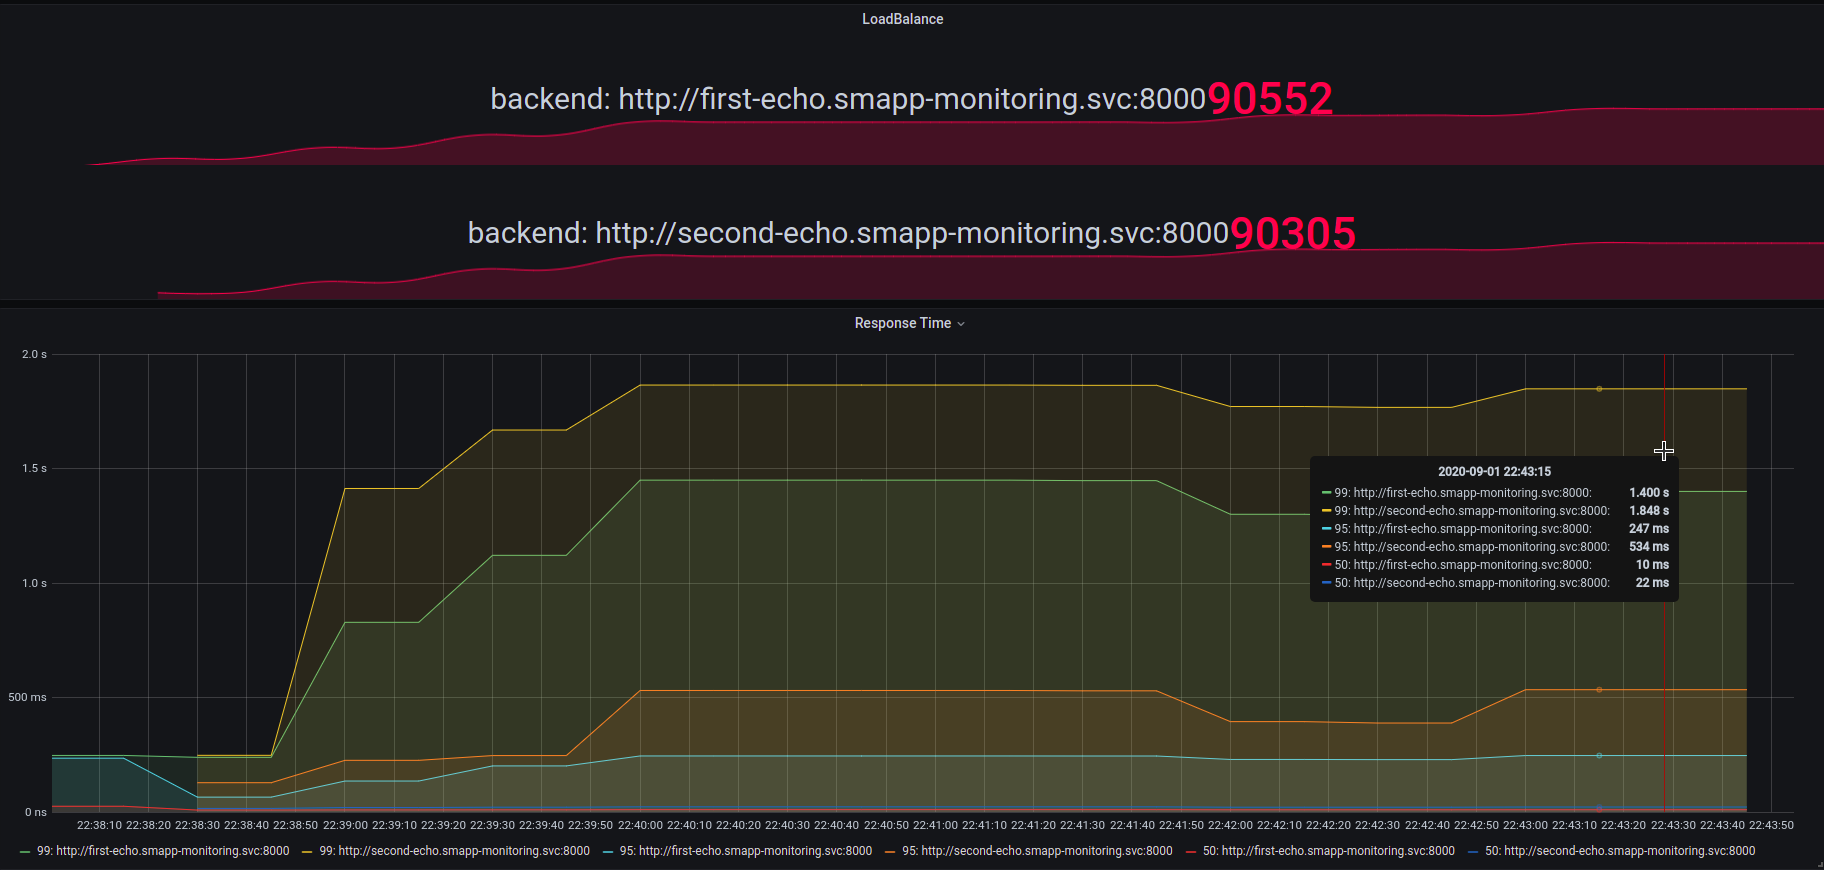 LoadBalance
backend: http://first-echo.smapp-monitoring.svc:8000 90552
backend: http://second-echo.smapp-monitoring.svc:8000 90305
Response Time
2.0 s
1.5 s
1.0 s
500 ms
0 ns
2020-09-01 22:43:15
99: http://first-echo.smapp-monitoring.svc:8000: 1.400 s
99: http://second-echo.smapp-monitoring.svc:8000: 1.848 s
95: http://first-echo.smapp-monitoring.svc:8000: 247 ms
95: http://second-echo.smapp-monitoring.svc:8000: 534 ms
50: http://first-echo.smapp-monitoring.svc:8000: 10 ms
50: http://second-echo.smapp-monitoring.svc:8000: 22 ms
22:38:10 22:38:20 22:38:30 22:38:40 22:38:50 22:39:00 22:39:10 22:39:20 22:39:30 22:39:40 22:39:50 22:40:00 22:40:10 22:40:20 22:40:30 22:40:40 22:40:50 22:41:00 22:41:10 22:41:20 22:41:30 22:41:40 22:41:50 22:42:00 22:42:10 22:42:20 22:42:30 22:42:40 22:42:50 22:43:00 22:43:10 22:43:20 22:43:30 22:43:40 22:43:50
99: http://first-echo.smapp-monitoring.svc:8000 99: http://second-echo.smapp-monitoring.svc:8000 95: http://first-echo.smapp-monitoring.svc:8000 95: http://second-echo.smapp-monitoring.svc:8000 50: http://first-echo.smapp-monitoring.svc:8000 50: http://second-echo.smapp-monitoring.svc:8000